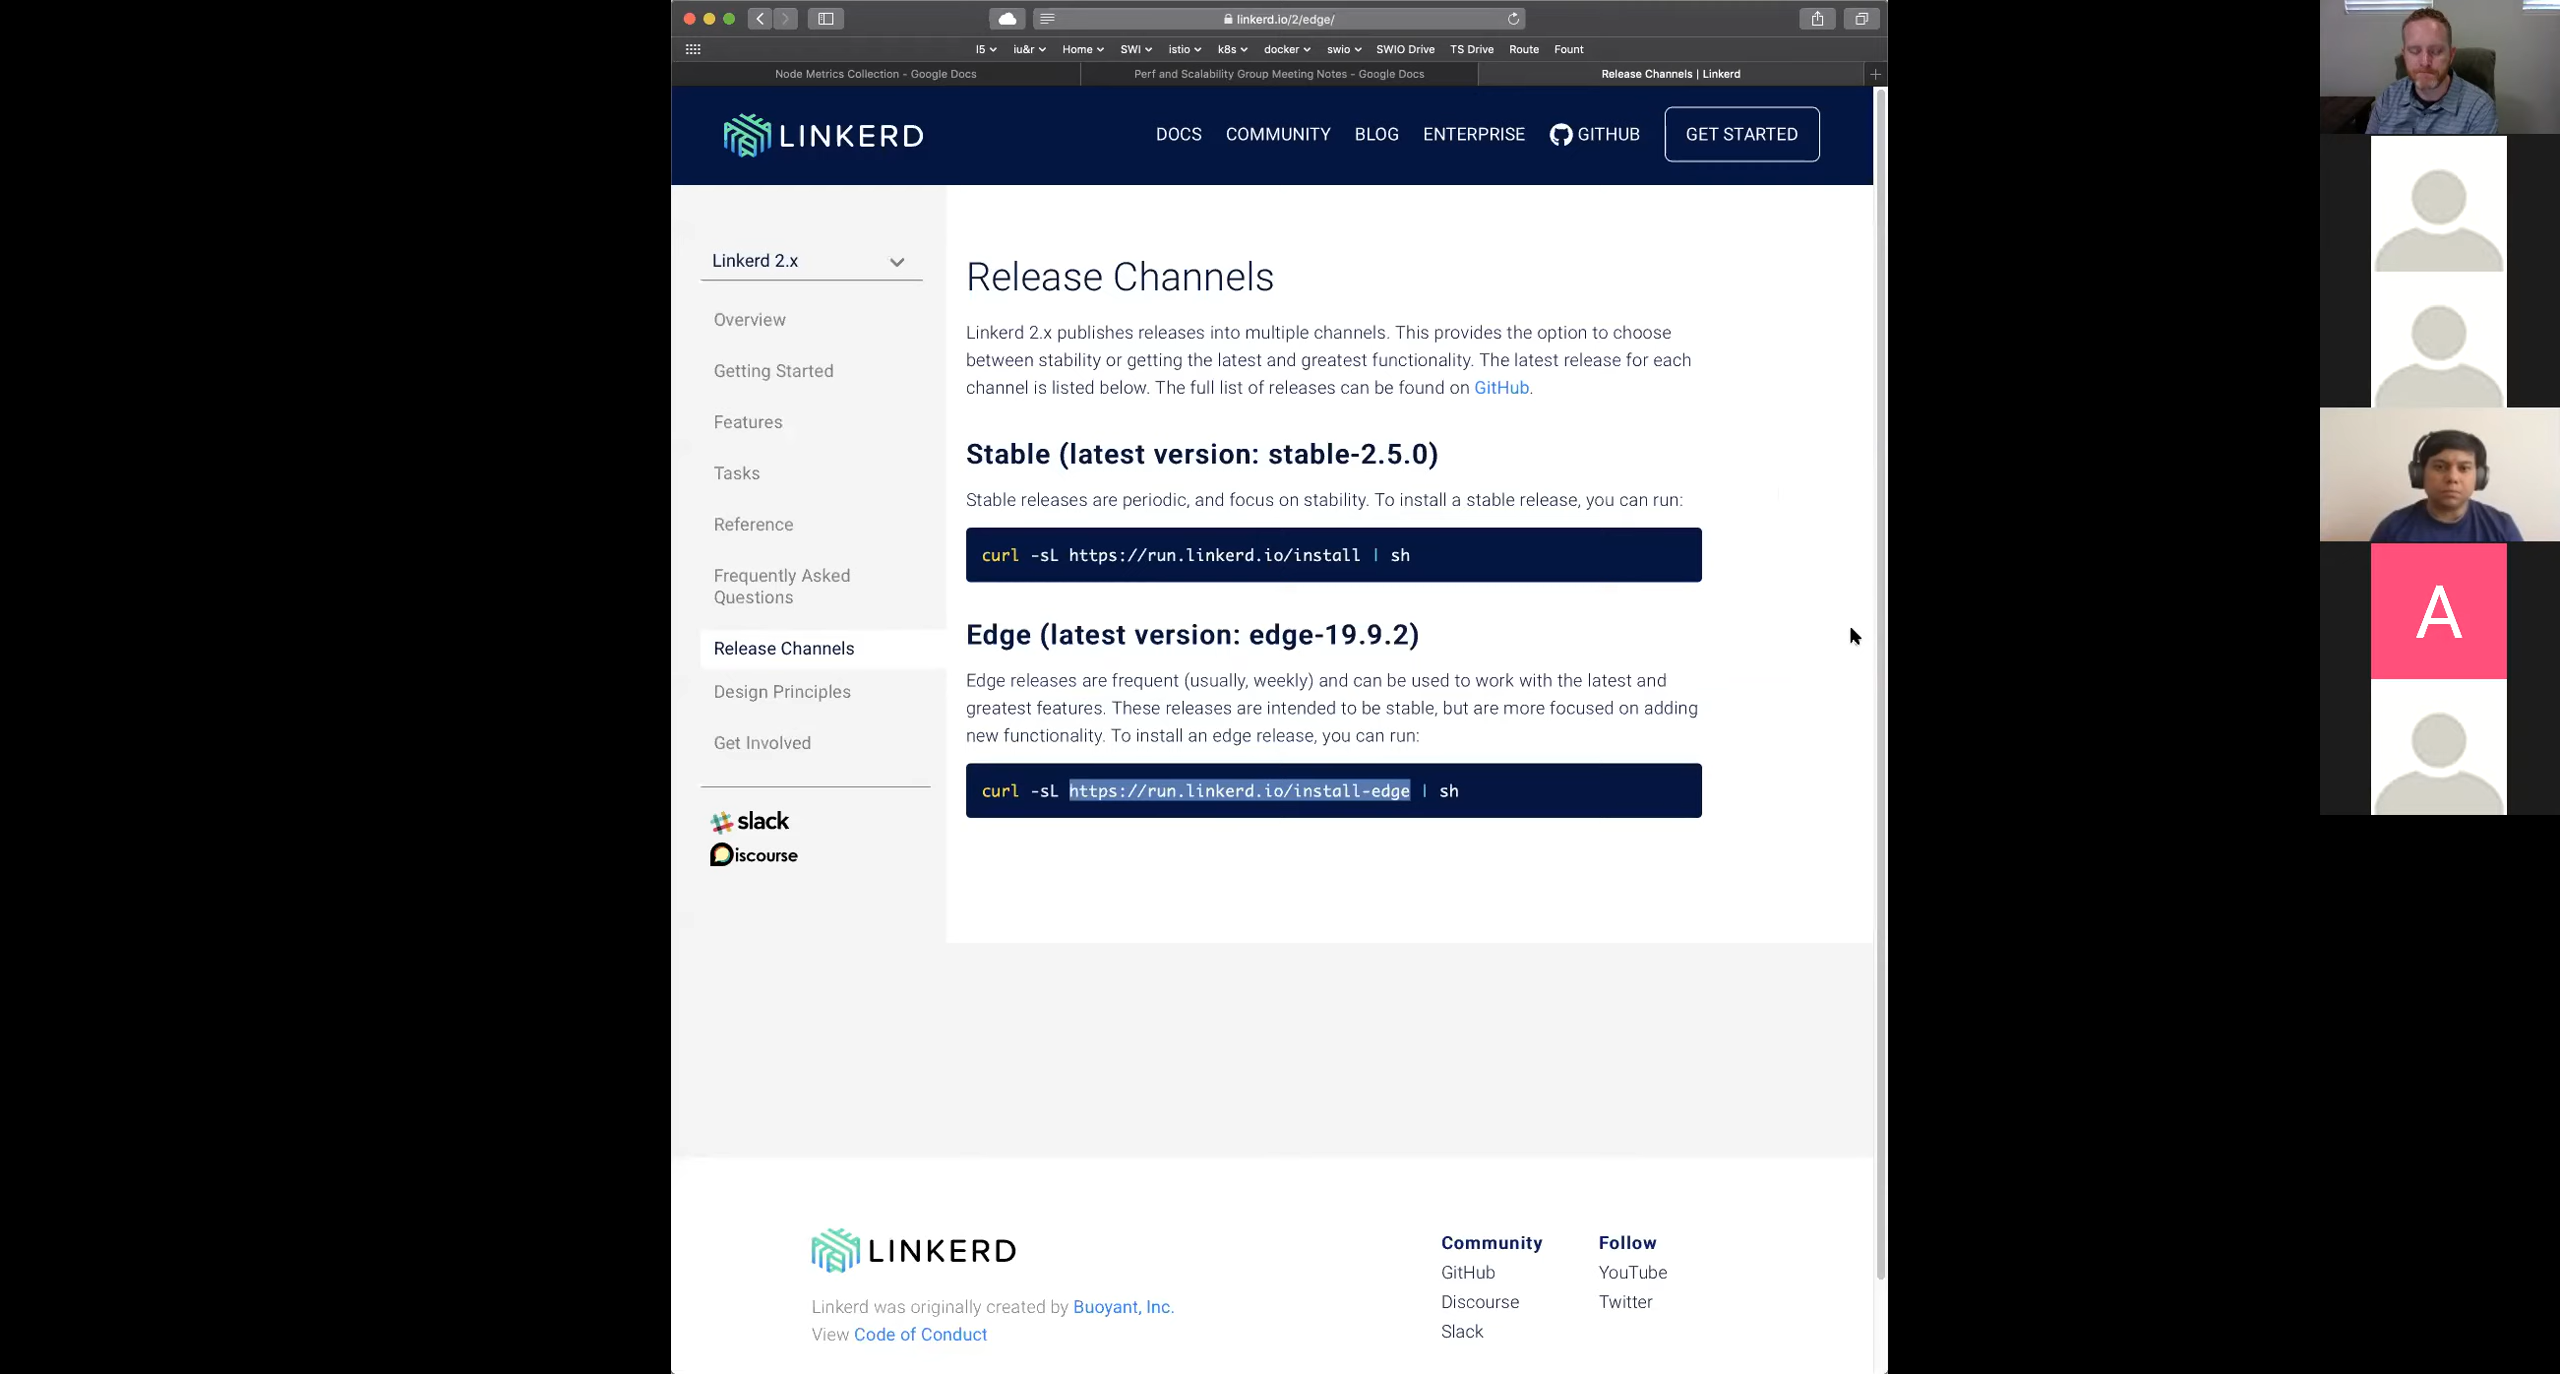 linkerd.io/2/edge/
I5 iu&r Home SWI istio k8s docker swio SWIO Drive TS Drive Route Fount
Node Metrics Collection - Google Docs
Perf and Scalability Group Meeting Notes - Google Docs
Release Channels | Linkerd
LINKERD
DOCS COMMUNITY BLOG ENTERPRISE GITHUB GET STARTED
Linkerd 2.x
Overview
Getting Started
Features
Tasks
Reference
Frequently Asked
Questions
Release Channels
Design Principles
Get Involved
slack
Discourse
Release Channels
Linkerd 2.x publishes releases into multiple channels. This provides the option to choose
between stability or getting the latest and greatest functionality. The latest release for each
channel is listed below. The full list of releases can be found on GitHub.
Stable (latest version: stable-2.5.0)
Stable releases are periodic, and focus on stability. To install a stable release, you can run:
curl -sL https://run.linkerd.io/install | sh
Edge (latest version: edge-19.9.2)
Edge releases are frequent (usually, weekly) and can be used to work with the latest and
greatest features. These releases are intended to be stable, but are more focused on adding
new functionality. To install an edge release, you can run:
curl -sL https://run.linkerd.io/install-edge | sh
LINKERD
Linkerd was originally created by Buoyant, Inc.
View Code of Conduct
Community
GitHub
Discourse
Slack
Follow
YouTube
Twitter
A